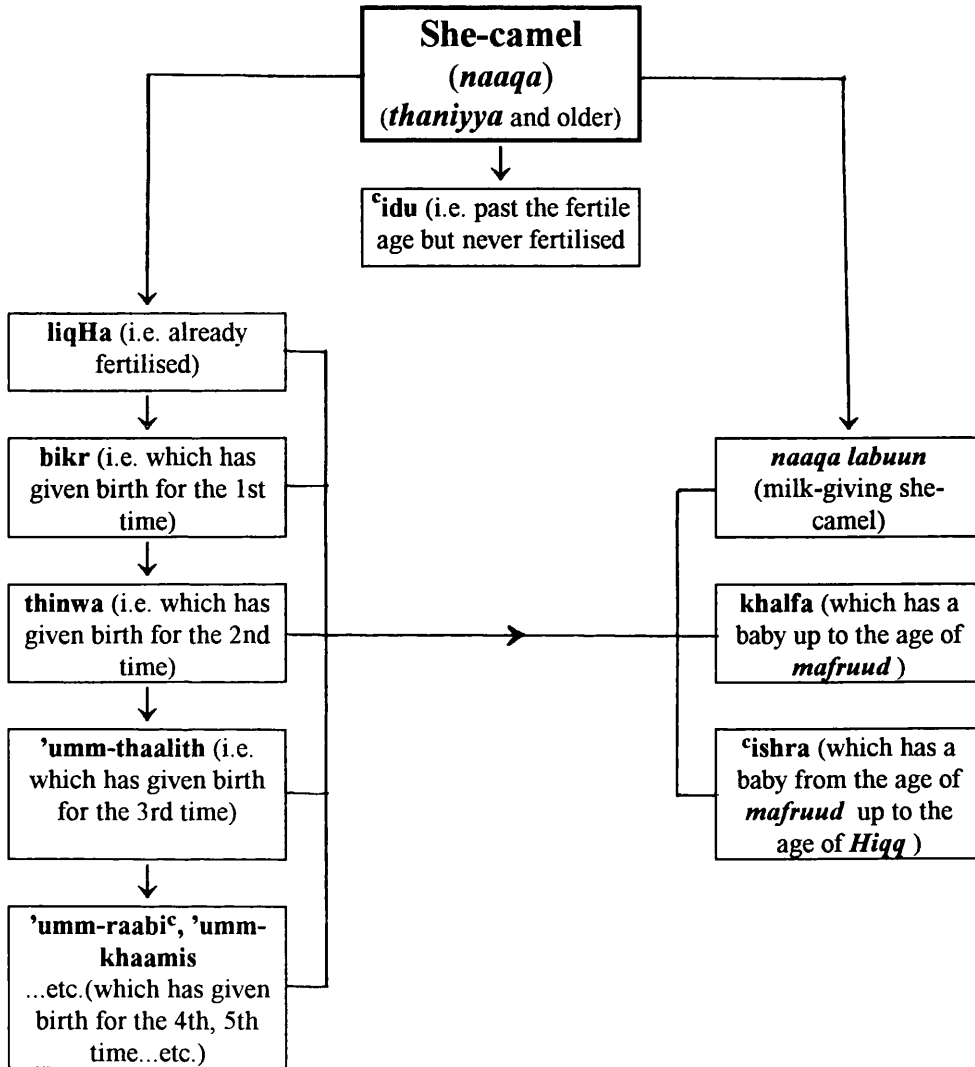 She-camel
(naaqa)
(thaniyya and older)
ᶜidu (i.e. past the fertile
age but never fertilised
liqHa (i.e. already
fertilised)
bikr (i.e. which has
given birth for the 1st
time)
thinwa (i.e. which has
given birth for the 2nd
time)
’umm-thaalith (i.e.
which has given birth
for the 3rd time)
’umm-raabiᶜ, ’umm-
khaamis
...etc.(which has given
birth for the 4th, 5th
time...etc.)
naaqa labuun
(milk-giving she-
camel)
khalfa (which has a
baby up to the age of
mafruud )
ᶜishra (which has a
baby from the age of
mafruud up to the
age of Hiqq )